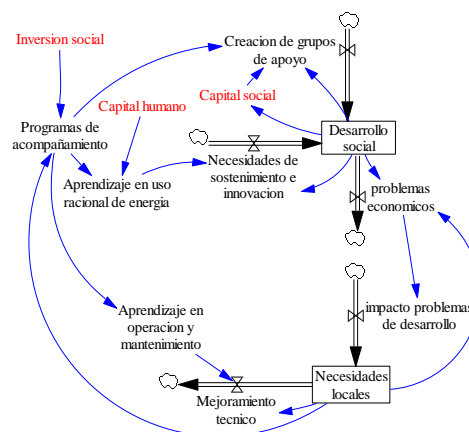 Inversion social
Creacion de grupos
de apoyo
Capital humano
Capital social
Programas de
acompañamiento
Desarrollo
social
Necesidades de
sostenimiento e
innovacion
Aprendizaje en uso
racional de energia
problemas
economicos
Aprendizaje en
operacion y
mantenimiento
impacto problemas
de desarrollo
Necesidades
locales
Mejoramiento
tecnico